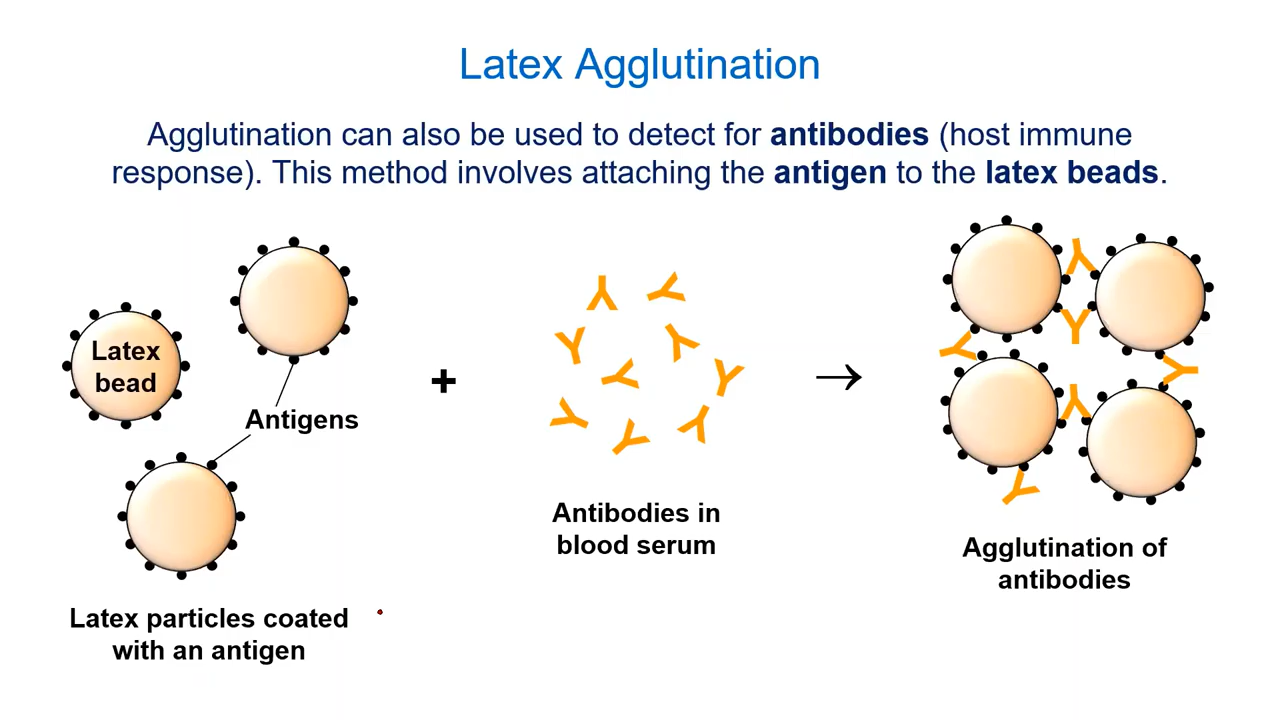 Latex Agglutination
Agglutination can also be used to detect for antibodies (host immune
response). This method involves attaching the antigen to the latex beads.
Latex
bead
Antigens
+
→
Latex particles coated
with an antigen
Antibodies in
blood serum
Agglutination of
antibodies